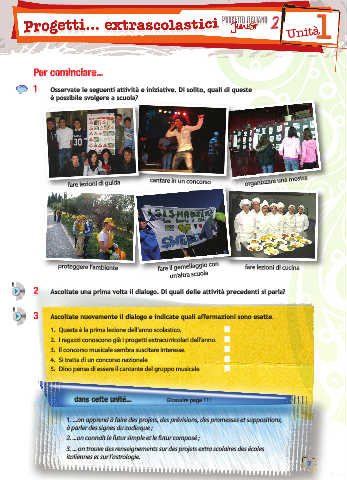 Progetti... extrascolastici
PROGETTO ITALIANO
Junior 2
Unità 1
Per cominciare...
1 Osservate le seguenti attività e iniziative. Di solito, quali di queste
è possibile svolgere a scuola?
fare lezioni di guida
cantare in un concorso
organizzare una mostra
proteggere l'ambiente
fare il gemellaggio con
un'altra scuola
fare lezioni di cucina
2 Ascoltate una prima volta il dialogo. Di quali delle attività precedenti si parla?
3 Ascoltate nuovamente il dialogo e indicate quali affermazioni sono esatte.
1. Questa è la prima lezione dell'anno scolastico.
2. I ragazzi conoscono già i progetti extracurricolari dell'anno.
3. Il concorso musicale sembra suscitare interesse.
4. Si tratta di un concorso nazionale
5. Dino pensa di essere il cantante del gruppo musicale
dans cette unité... Glossaire page 111
1. ...on apprend à faire des projets, des prévisions, des promesses et suppositions,
à parler des signes du zodiaque;
2. ...on connaît le futur simple et le futur composé;
3. ... on trouve des renseignements sur des projets extra scolaires des écoles
italiennes et sur l'astrologie.